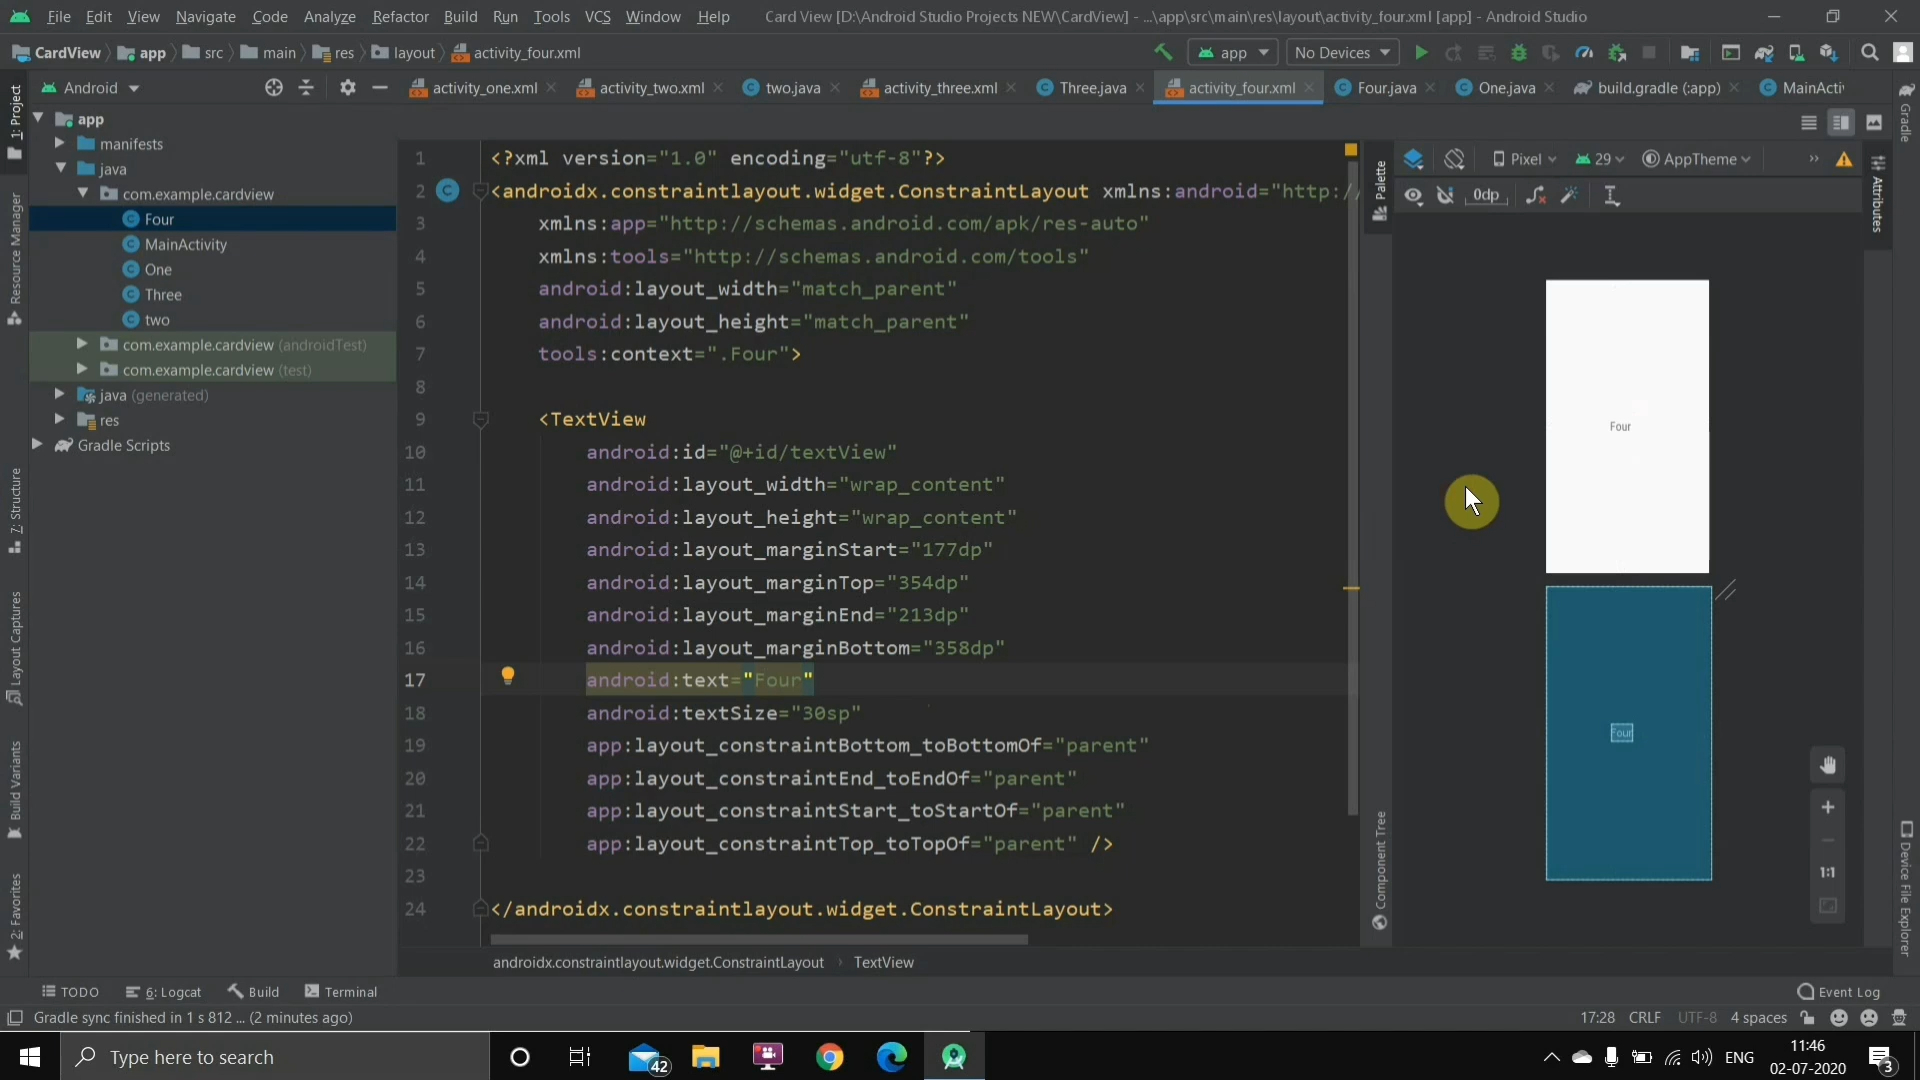 File Edit View Navigate Code Analyze Refactor Build Run Tools VCS Window Help Card View [D:\Android Studio Projects NEW\CardView] - ...\app\src\main\res\layout\activity_four.xml [app] - Android Studio
CardView app src main res layout activity_four.xml app No Devices
Android activity_one.xml activity_two.xml two.java activity_three.xml Three.java activity_four.xml Four.java One.java build.gradle (:app) MainActi
1: Project
Resource Manager
7: Structure
Layout Captures
Build Variants
2: Favorites
app
manifests
java
com.example.cardview
Four
MainActivity
One
Three
two
com.example.cardview (androidTest)
com.example.cardview (test)
java (generated)
res
Gradle Scripts
1 <?xml version="1.0" encoding="utf-8"?>
2 <androidx.constraintlayout.widget.ConstraintLayout xmlns:android="http:/
3 xmlns:app="http://schemas.android.com/apk/res-auto"
4 xmlns:tools="http://schemas.android.com/tools"
5 android:layout_width="match_parent"
6 android:layout_height="match_parent"
7 tools:context=".Four">
8
9 <TextView
10 android:id="@+id/textView"
11 android:layout_width="wrap_content"
12 android:layout_height="wrap_content"
13 android:layout_marginStart="177dp"
14 android:layout_marginTop="354dp"
15 android:layout_marginEnd="213dp"
16 android:layout_marginBottom="358dp"
17 android:text="Four"
18 android:textSize="30sp"
19 app:layout_constraintBottom_toBottomOf="parent"
20 app:layout_constraintEnd_toEndOf="parent"
21 app:layout_constraintStart_toStartOf="parent"
22 app:layout_constraintTop_toTopOf="parent" />
23
24 </androidx.constraintlayout.widget.ConstraintLayout>
androidx.constraintlayout.widget.ConstraintLayout TextView
Palette
Component Tree
Pixel 29 AppTheme
0dp
Four
Four
1:1
Gradle
Attributes
Device File Explorer
TODO 6: Logcat Build Terminal Event Log
Gradle sync finished in 1 s 812 ... (2 minutes ago) 17:28 CRLF UTF-8 4 spaces
Type here to search 42 ENG 11:46
02-07-2020 3